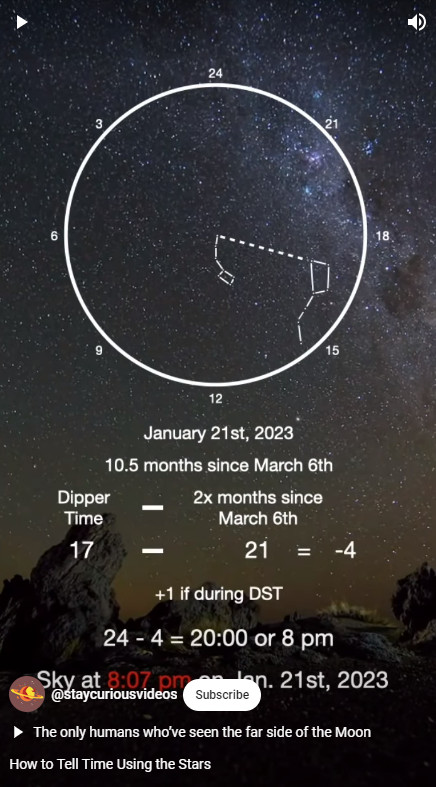 24
3
21
6
18
9
15
12
January 21st, 2023
10.5 months since March 6th
Dipper Time − 2x months since March 6th
17 − 21 = -4
+1 if during DST
24 - 4 = 20:00 or 8 pm
Sky at 8:07 pm on Jan. 21st, 2023
@staycuriousvideos Subscribe
The only humans who've seen the far side of the Moon
How to Tell Time Using the Stars